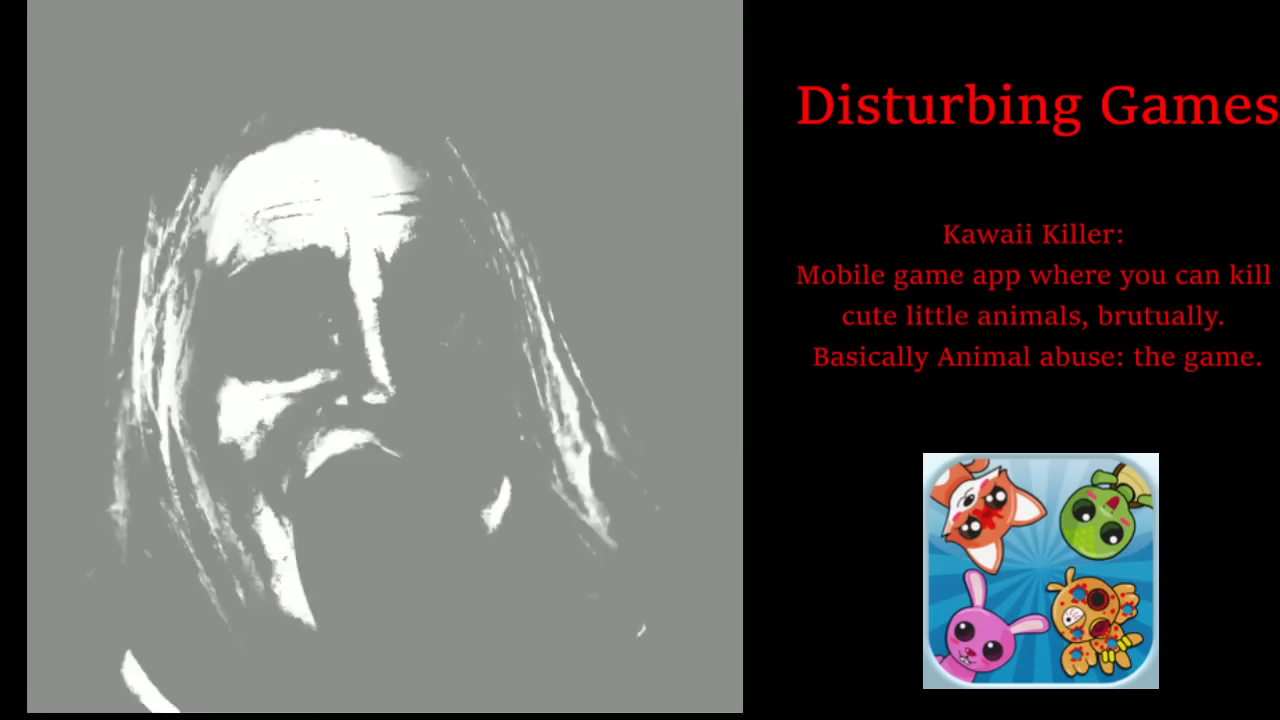 Disturbing Games
Kawaii Killer:
Mobile game app where you can kill
cute little animals, brutually.
Basically Animal abuse: the game.